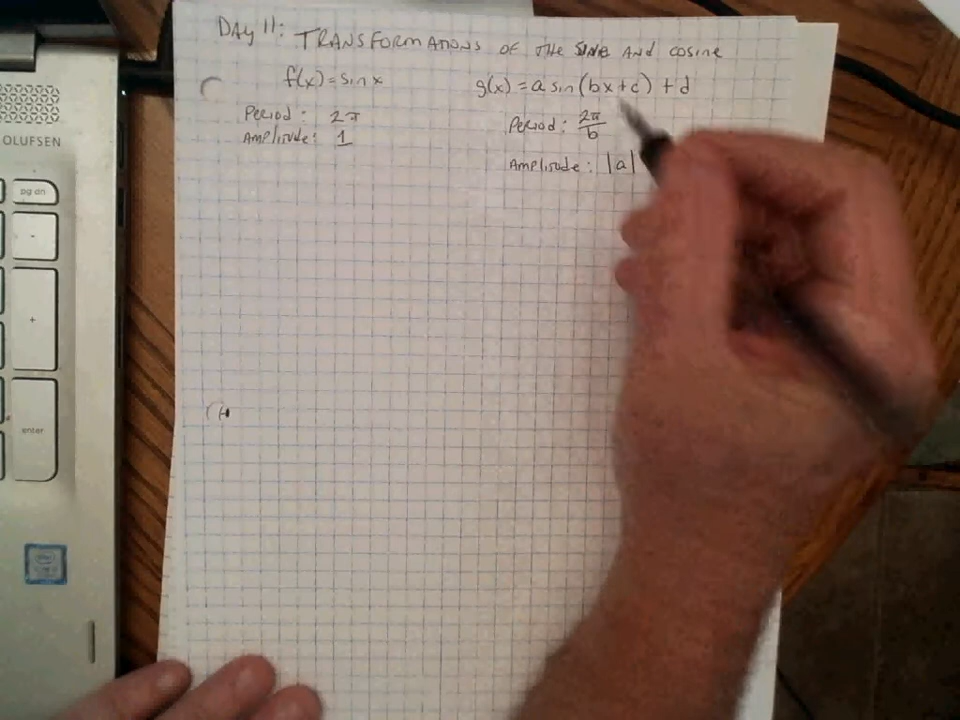 DAY 11: TRANSFORMATIONS OF THE SINE AND COSINE
f(x) = sin x
g(x) = a sin(bx+c) + d
Period: 2π
Amplitude: 1
Period: 2π/b
Amplitude: |a|
OLUFSEN
pg dn
-
+
enter